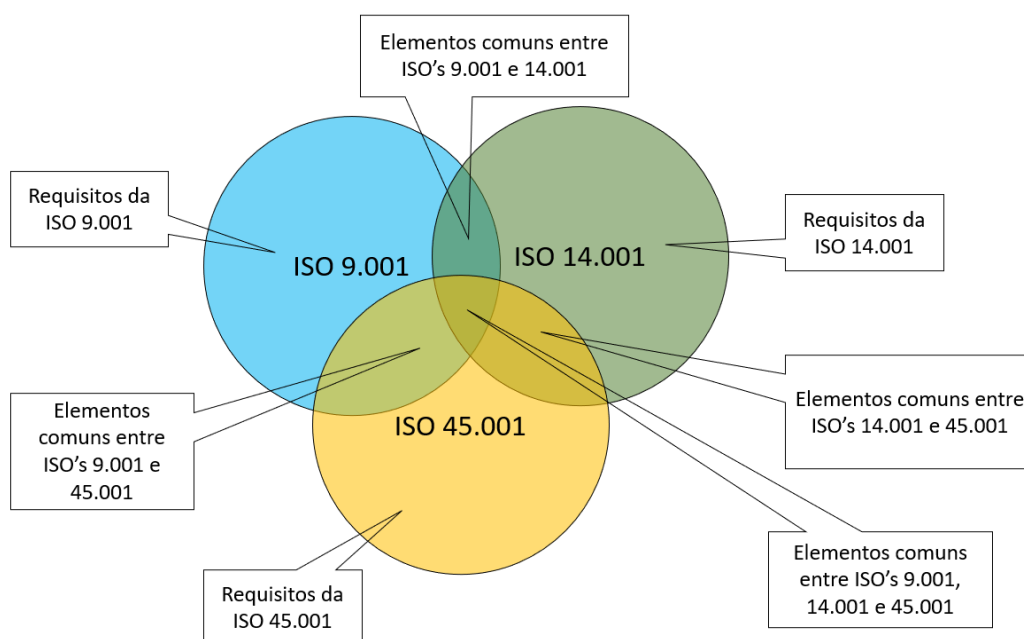 Elementos comuns entre
ISO's 9.001 e 14.001
Requisitos da
ISO 9.001
Requisitos da
ISO 14.001
ISO 9.001
ISO 14.001
Elementos
comuns entre
ISO's 9.001 e
45.001
Elementos comuns entre
ISO's 14.001 e 45.001
ISO 45.001
Elementos comuns
entre ISO's 9.001,
14.001 e 45.001
Requisitos da
ISO 45.001